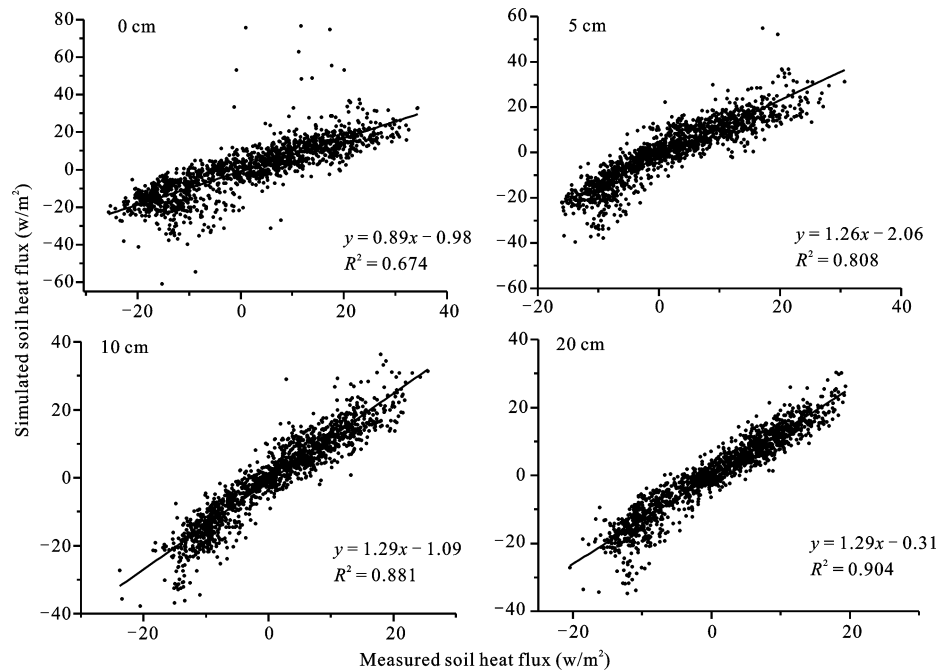 Simulated soil heat flux (w/m²)
0 cm
80
60
40
20
0
−20
−40
−60
−20
0
20
40
y = 0.89x − 0.98
R² = 0.674
5 cm
60
40
20
0
−20
−40
−60
−20
0
20
40
y = 1.26x − 2.06
R² = 0.808
10 cm
40
20
0
−20
−40
−20
0
20
y = 1.29x − 1.09
R² = 0.881
20 cm
40
20
0
−20
−40
−20
0
20
y = 1.29x − 0.31
R² = 0.904
Measured soil heat flux (w/m²)